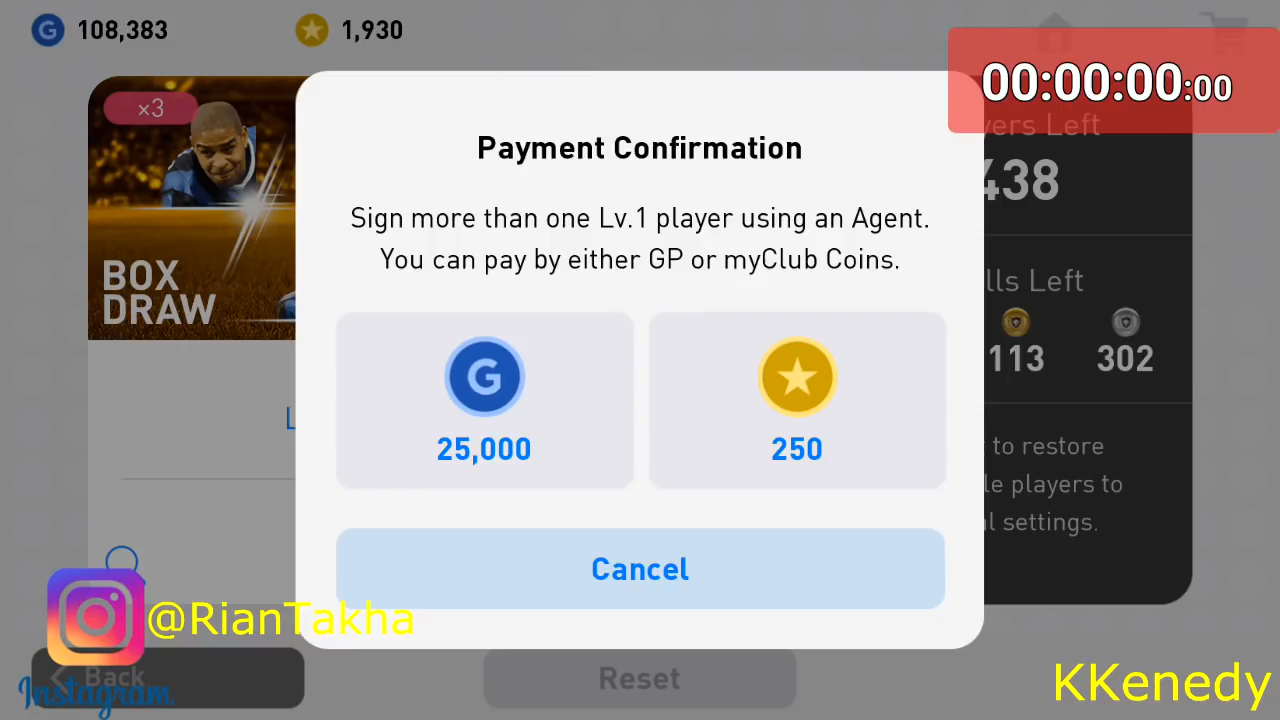 108,383
1,930
00:00:00:00
×3
Payment Confirmation
Sign more than one Lv.1 player using an Agent.
You can pay by either GP or myClub Coins.
438
BOX
DRAW
113
302
25,000
250
to restore
players to
settings.
Cancel
@RianTakha
Instagram
Back
Reset
KKenedy